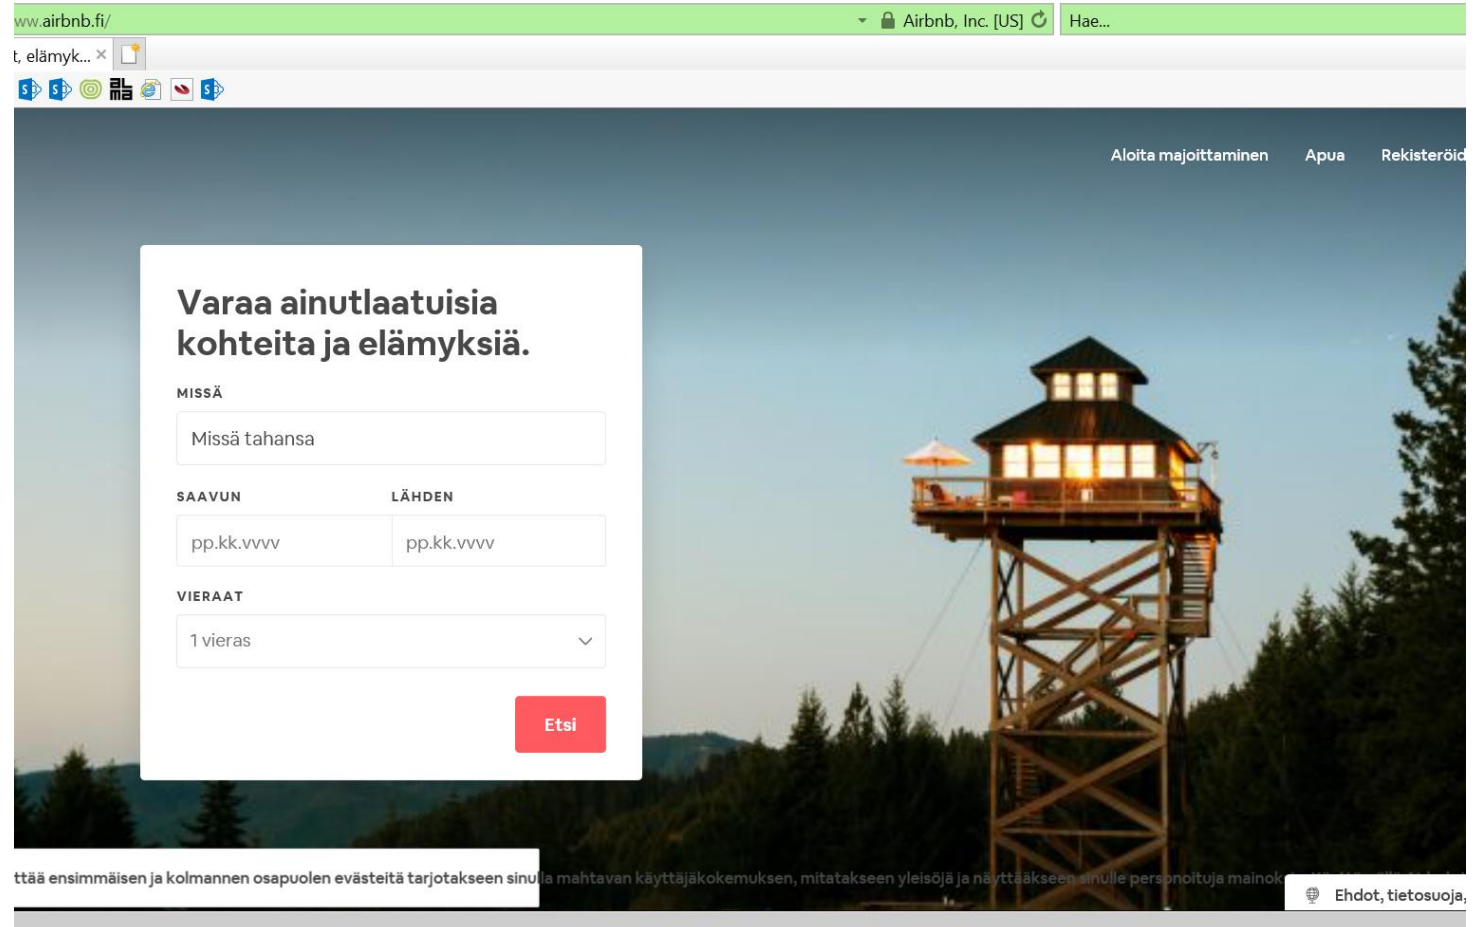 ww.airbnb.fi/
Airbnb, Inc. [US]
Hae...
t, elämyk...
alma
Aloita majoittaminen
Apua
Rekisteröid
Varaa ainutlaatuisia
kohteita ja elämyksiä.
MISSÄ
Missä tahansa
SAAVUN
LÄHDEN
pp.kk.vvvv
pp.kk.vvvv
VIERAAT
1 vieras
Etsi
ttää ensimmäisen ja kolmannen osapuolen evästeitä tarjotakseen sinulla mahtavan käyttäjäkokemuksen, mitatakseen yleisöjä ja näyttääkseen sinulle personoituja mainok
Ehdot, tietosuoja,